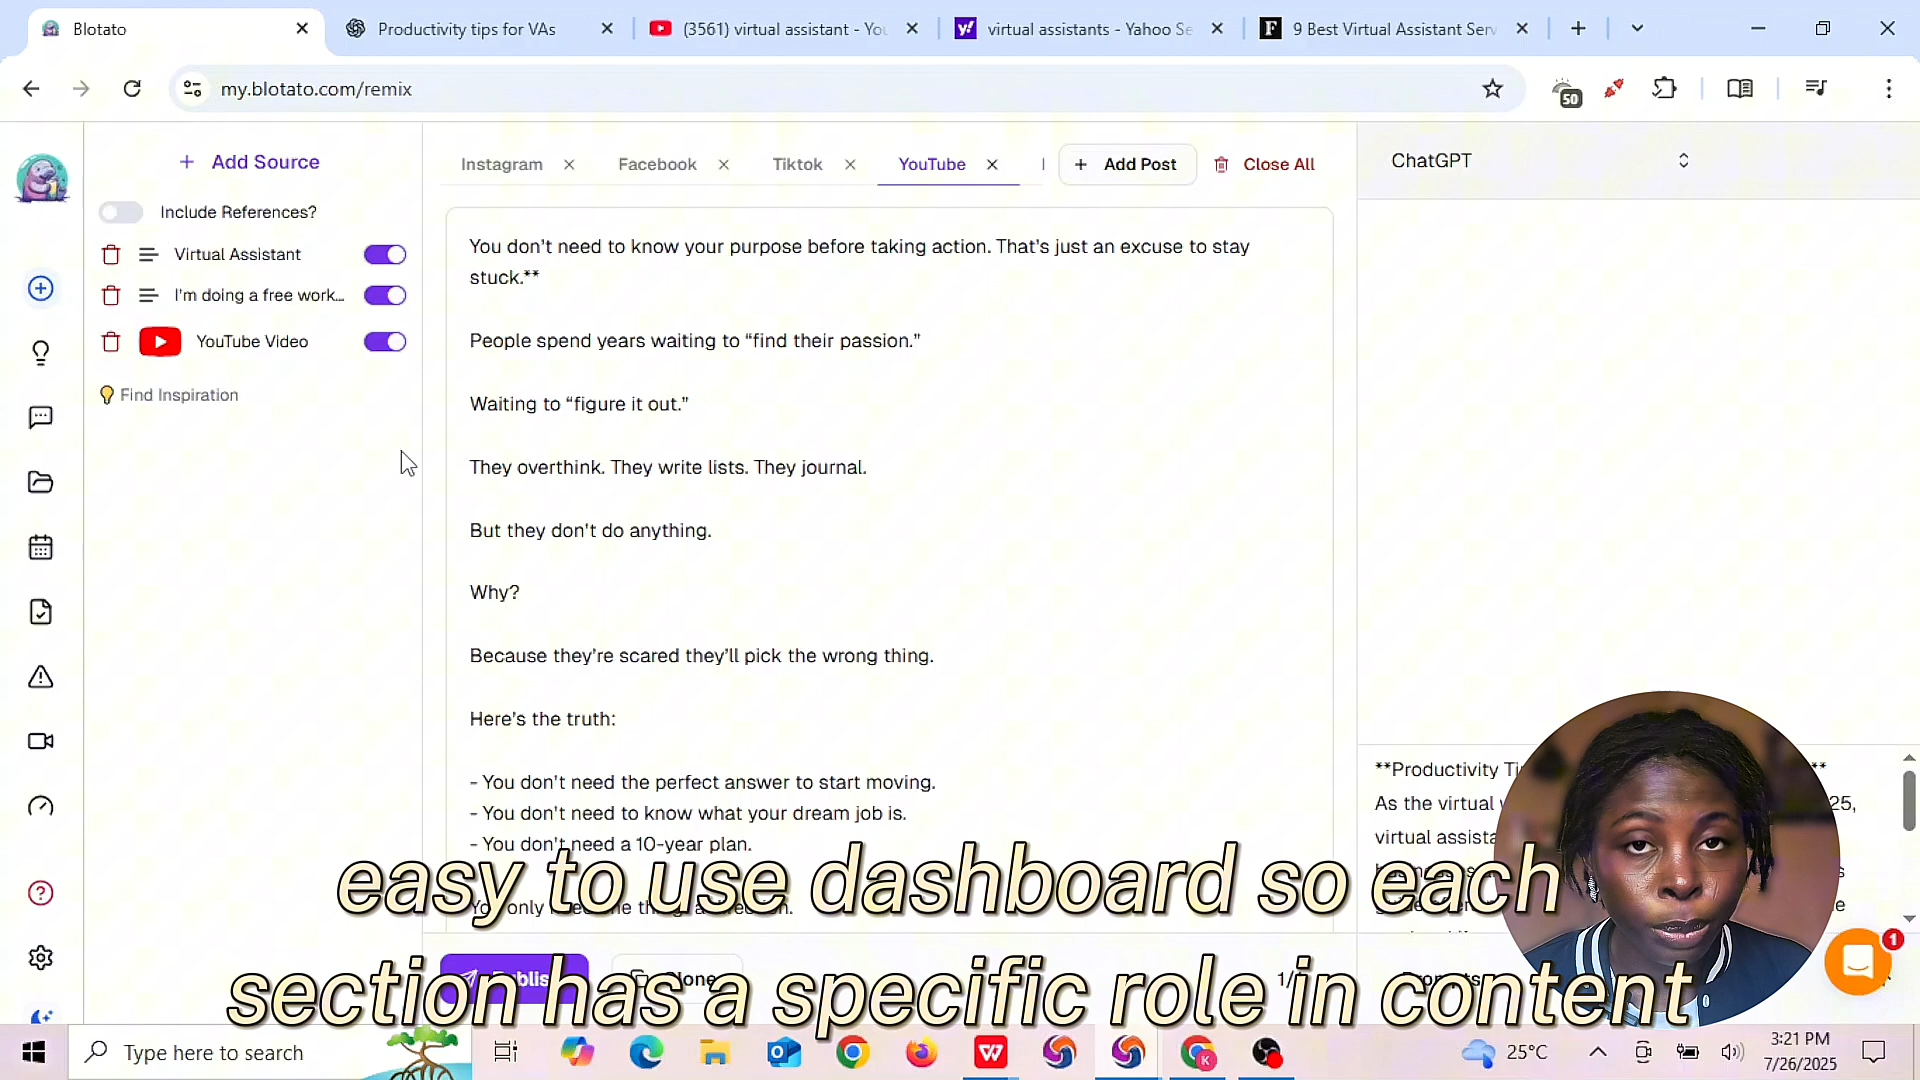 Blotato
Productivity tips for VAs
(3561) virtual assistant - You
virtual assistants - Yahoo Se
9 Best Virtual Assistant Serv
my.blotato.com/remix
50
+ Add Source
Include References?
Virtual Assistant
I'm doing a free work...
YouTube Video
Find Inspiration
Instagram
Facebook
Tiktok
YouTube
+ Add Post
Close All
ChatGPT
You don't need to know your purpose before taking action. That's just an excuse to stay
stuck.**
People spend years waiting to “find their passion.”
Waiting to “figure it out.”
They overthink. They write lists. They journal.
But they don't do anything.
Why?
Because they're scared they'll pick the wrong thing.
Here's the truth:
- You don't need the perfect answer to start moving.
- You don't need to know what your dream job is.
- You don't need a 10-year plan.
**Productivity Ti
**
As the virtual
25,
virtual assista
easy to use dashboard so each
section has a specific role in content
1
Type here to search
25°C
3:21 PM
7/26/2025